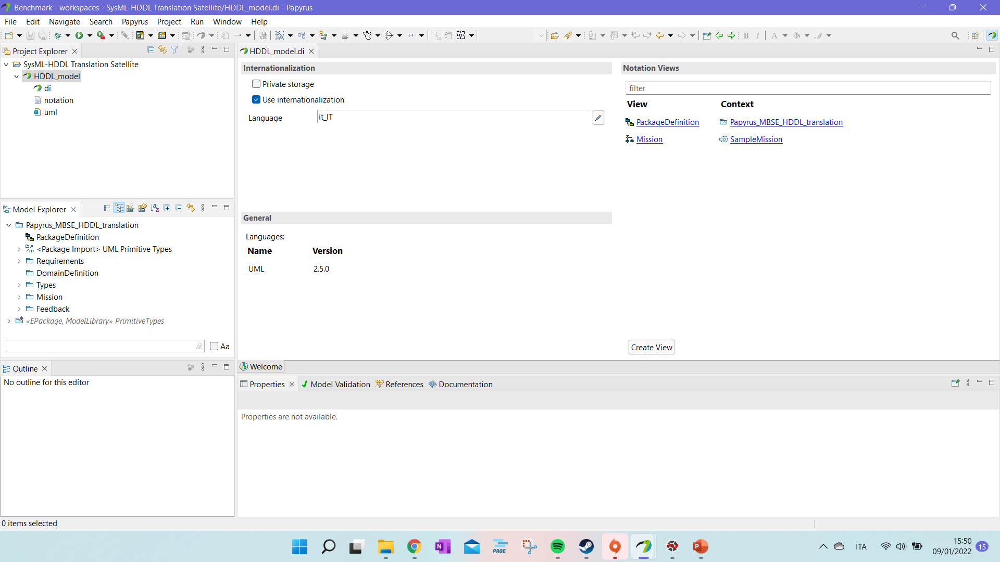 Benchmark - workspaces - SysML-HDDL Translation Satellite/HDDL_model.di - Papyrus
File Edit Navigate Search Papyrus Project Run Window Help
Project Explorer
SysML-HDDL Translation Satellite
HDDL_model
di
notation
uml
Model Explorer
Papyrus_MBSE_HDDL_translation
PackageDefinition
<Package Import> UML Primitive Types
Requirements
DomainDefinition
Types
Mission
Feedback
«EPackage, ModelLibrary» PrimitiveTypes
Aa
Outline
No outline for this editor
0 items selected
HDDL_model.di
Internationalization
Private storage
Use internationalization
Language it_IT
General
Languages:
Name Version
UML 2.5.0
Notation Views
filter
View Context
PackageDefinition Papyrus_MBSE_HDDL_translation
Mission SampleMission
Create View
Welcome
Properties Model Validation References Documentation
Properties are not available.
PAGE
ITA
15:50
09/01/2022
15